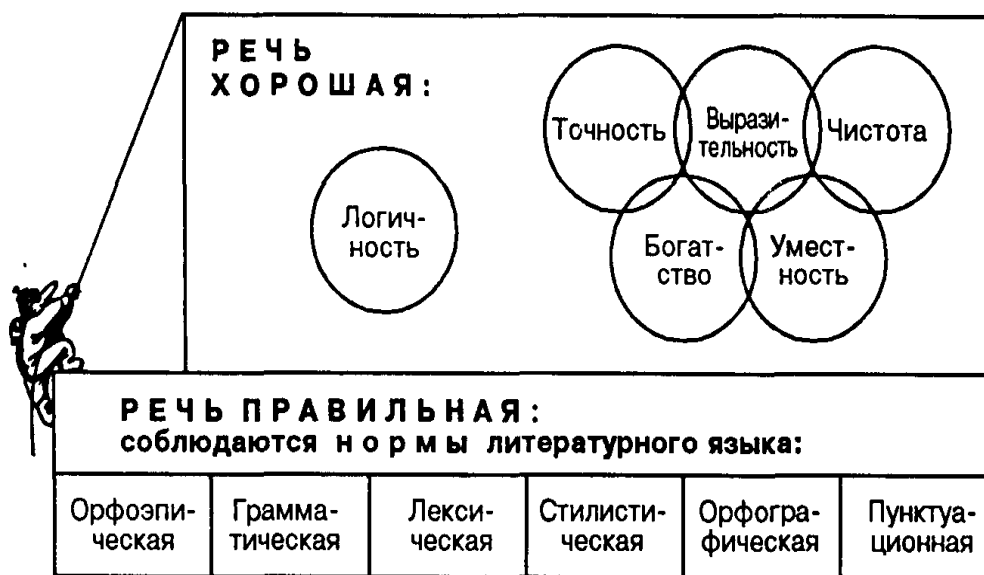 РЕЧЬ
ХОРОШАЯ:
Точность
Вырази-
тельность
Чистота
Логич-
ность
Богат-
ство
Умест-
ность
РЕЧЬ ПРАВИЛЬНАЯ:
соблюдаются нормы литературного языка:
Орфоэпи-
ческая
Грамма-
тическая
Лекси-
ческая
Стилисти-
ческая
Орфогра-
фическая
Пунктуа-
ционная